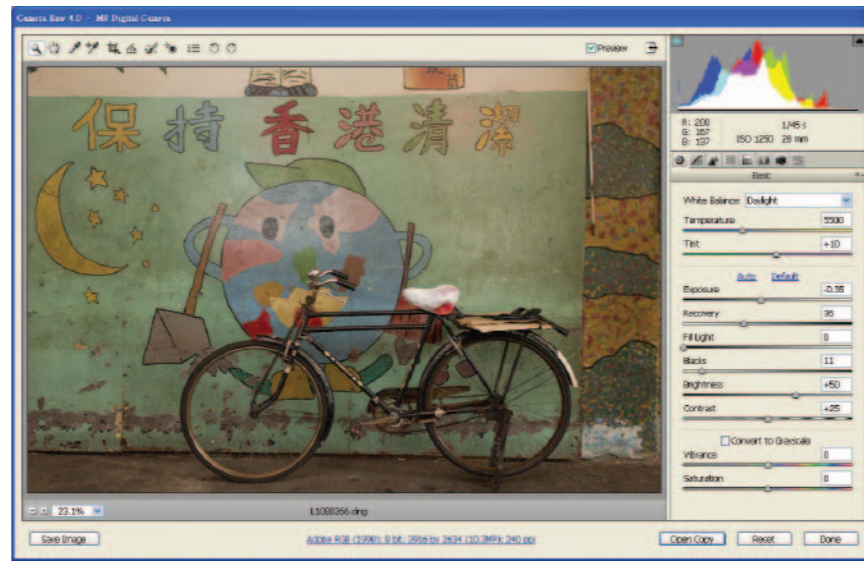 Camera Raw 4.0 - M8 Digital Camera
Preview
保持香港清潔
R: 200
G: 167
B: 137
1/45 s
ISO 1250 28 mm
Basic
White Balance: Daylight
Temperature 5500
Tint +10
Auto Default
Exposure -0.35
Recovery 36
Fill Light 0
Blacks 11
Brightness +50
Contrast +25
Convert to Grayscale
Vibrance 0
Saturation 0
23.1%
L1080266.dng
Save Image
Adobe RGB (1998); 8 bit; 3916 by 2634 (10.3MP); 240 ppi
Open Copy Reset Done